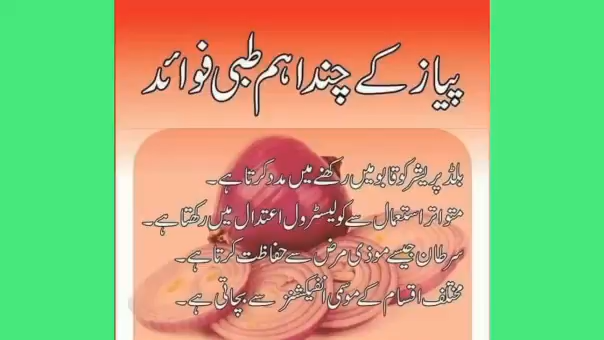 پیاز کے چند اہم طبی فوائد
بلڈ پریشر کو قابو میں رکھنے میں مدد کرتا ہے۔
متواتر استعمال سے کولیسٹرول اعتدال میں رکھتا ہے۔
سرطان جیسے موذی مرض سے حفاظت کرتا ہے۔
مختلف اقسام کے موسمی انفیکشنز سے بچاتی ہے۔